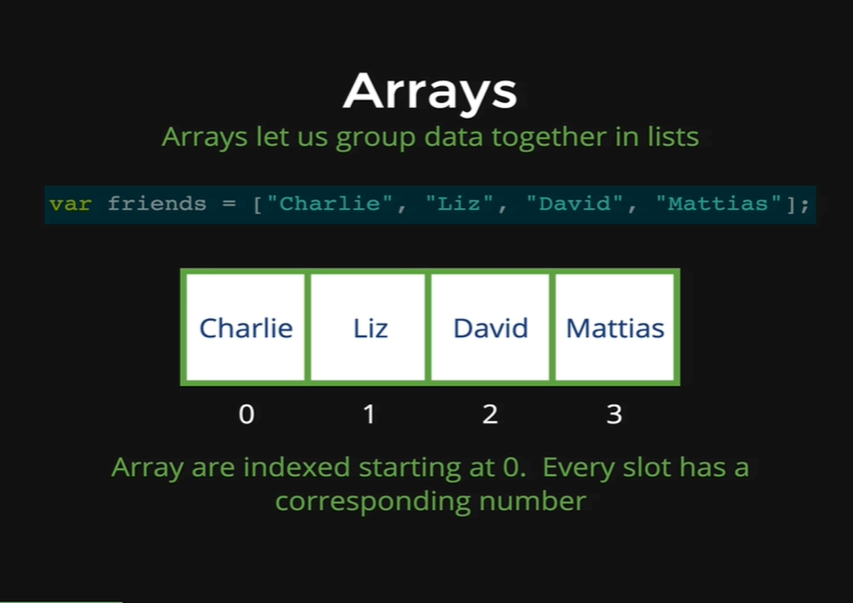 Arrays
Arrays let us group data together in lists
var friends = ["Charlie", "Liz", "David", "Mattias"];
Charlie Liz David Mattias
0 1 2 3
Array are indexed starting at 0. Every slot has a
corresponding number